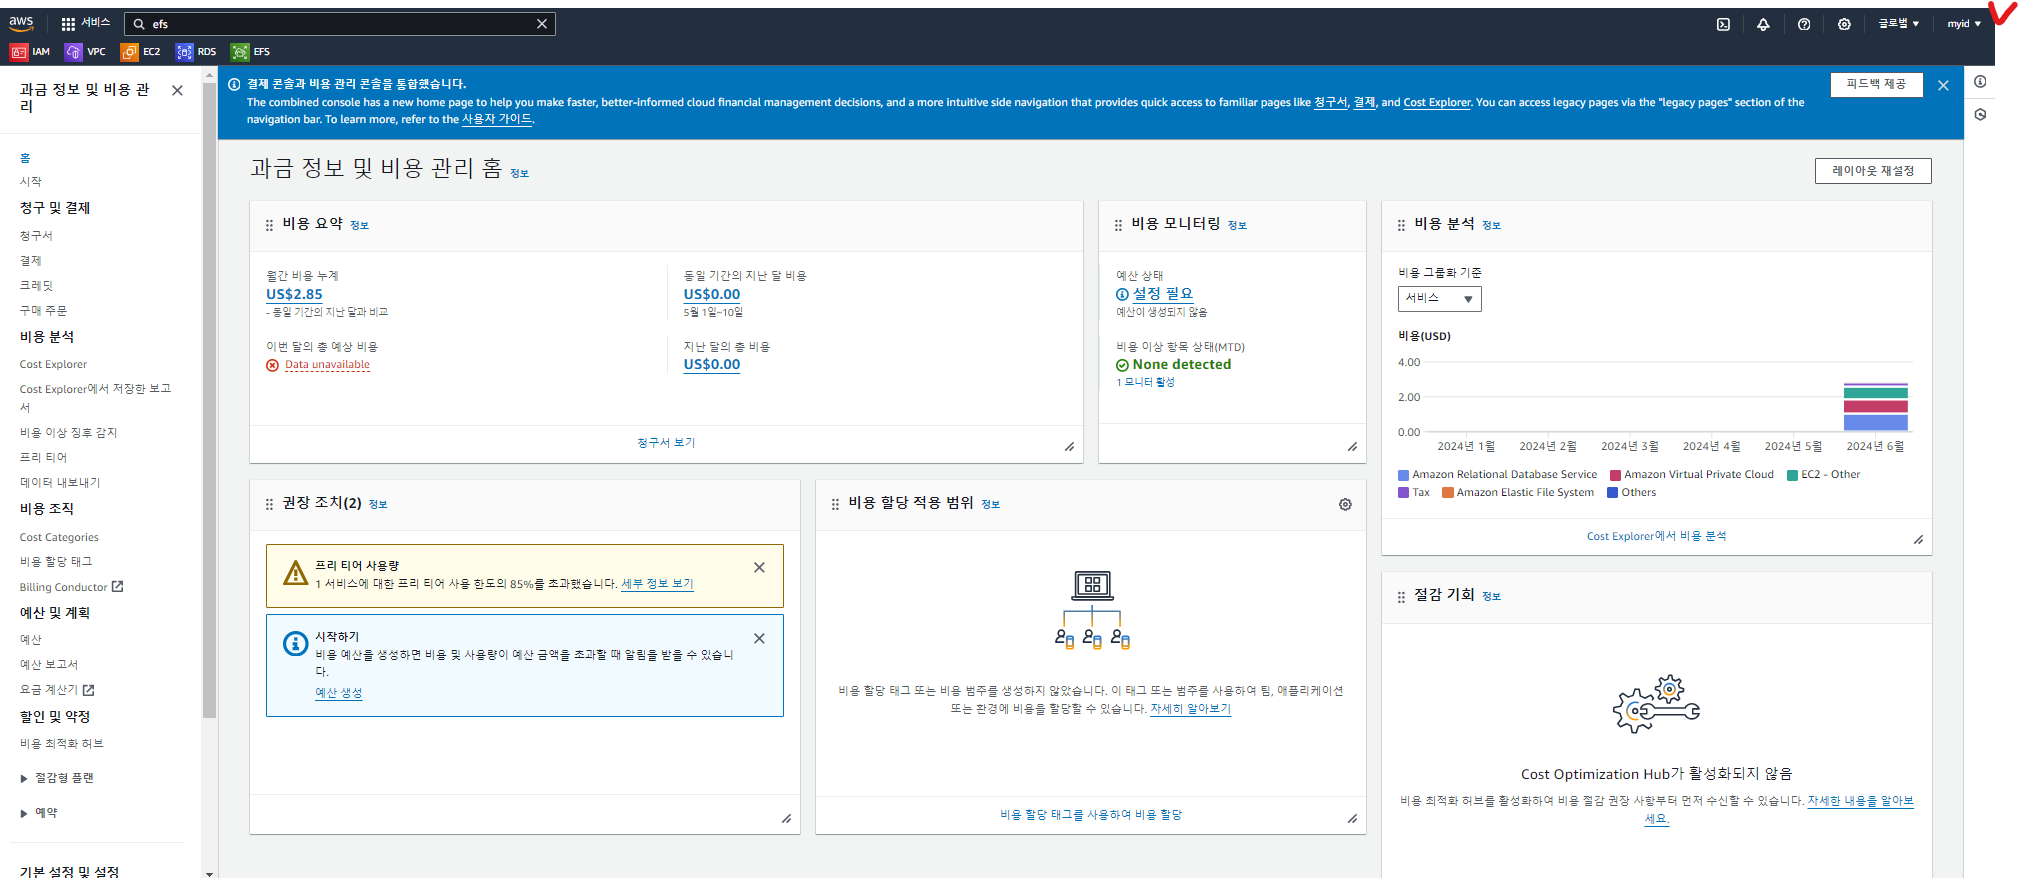 aws
서비스
efs
글로벌
myid
IAM
VPC
EC2
RDS
EFS
과금 정보 및 비용 관
리
홈
시작
청구 및 결제
청구서
결제
크레딧
구매 주문
비용 분석
Cost Explorer
Cost Explorer에서 저장한 보고
서
비용 이상 징후 감지
프리 티어
데이터 내보내기
비용 조직
Cost Categories
비용 할당 태그
Billing Conductor
예산 및 계획
예산
예산 보고서
요금 계산기
할인 및 약정
비용 최적화 허브
절감형 플랜
예약
기본 설정 및 설정
결제 콘솔과 비용 관리 콘솔을 통합했습니다.
The combined console has a new home page to help you make faster, better-informed cloud financial management decisions, and a more intuitive side navigation that provides quick access to familiar pages like 청구서, 결제, and Cost Explorer. You can access legacy pages via the "legacy pages" section of the
navigation bar. To learn more, refer to the 사용자 가이드.
피드백 제공
과금 정보 및 비용 관리 홈 정보
레이아웃 재설정
비용 요약 정보
월간 비용 누계
US$2.85
- 동일 기간의 지난 달과 비교
동일 기간의 지난 달 비용
US$0.00
5월 1일~10일
이번 달의 총 예상 비용
Data unavailable
지난 달의 총 비용
US$0.00
청구서 보기
비용 모니터링 정보
예산 상태
설정 필요
예산이 생성되지 않음
비용 이상 항목 상태(MTD)
None detected
1 모니터 활성
비용 분석 정보
비용 그룹화 기준
서비스
비용(USD)
4.00
2.00
0.00
2024년 1월
2024년 2월
2024년 3월
2024년 4월
2024년 5월
2024년 6월
Amazon Relational Database Service
Amazon Virtual Private Cloud
EC2 - Other
Tax
Amazon Elastic File System
Others
Cost Explorer에서 비용 분석
권장 조치(2) 정보
프리 티어 사용량
1 서비스에 대한 프리 티어 사용 한도의 85%를 초과했습니다. 세부 정보 보기
시작하기
비용 예산을 생성하면 비용 및 사용량이 예산 금액을 초과할 때 알림을 받을 수 있습니
다.
예산 생성
비용 할당 적용 범위 정보
비용 할당 태그 또는 비용 범주를 생성하지 않았습니다. 이 태그 또는 범주를 사용하여 팀, 애플리케이션
또는 환경에 비용을 할당할 수 있습니다. 자세히 알아보기
비용 할당 태그를 사용하여 비용 할당
절감 기회 정보
Cost Optimization Hub가 활성화되지 않음
비용 최적화 허브를 활성화하여 비용 절감 권장 사항부터 먼저 수신할 수 있습니다. 자세한 내용을 알아보
세요.